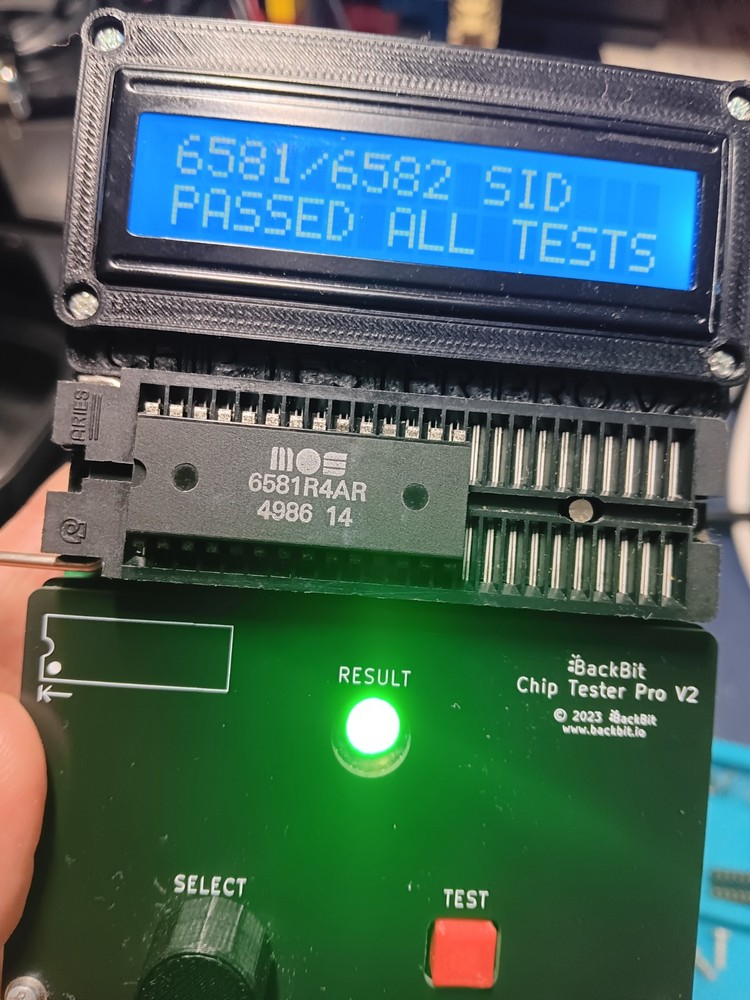 6581/6582 SID
PASSED ALL TESTS
ARIES
MOS
6581R4AR
4986 14
RESULT
BackBit
Chip Tester Pro V2
© 2023 BackBit
www.backbit.io
SELECT
TEST